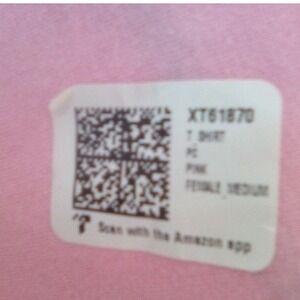 XT61870
T_SHIRT
PC
PINK
FEMALE_MEDIUM
Scan with the Amazon app